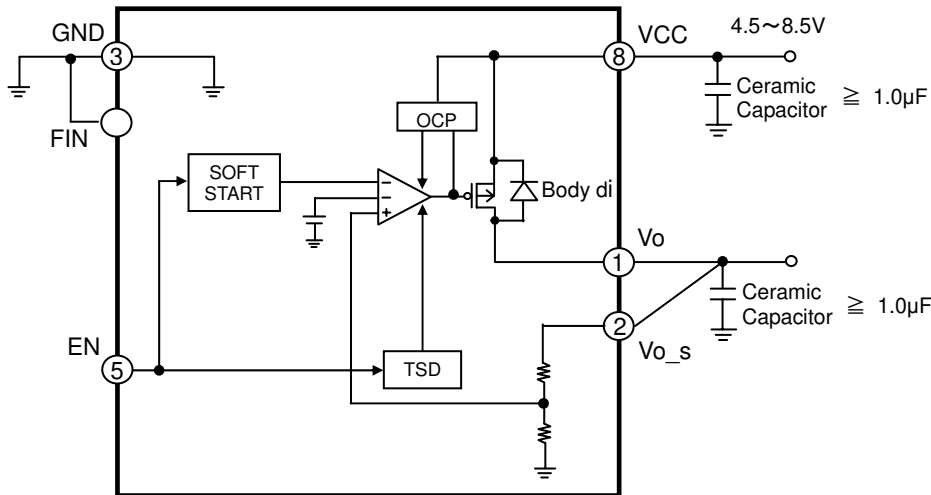 GND
3
FIN
VCC
8
4.5～8.5V
Ceramic
Capacitor ≧ 1.0µF
OCP
SOFT
START
−
−
+
Body di
Vo
1
Ceramic
Capacitor ≧ 1.0µF
2
Vo_s
EN
5
TSD